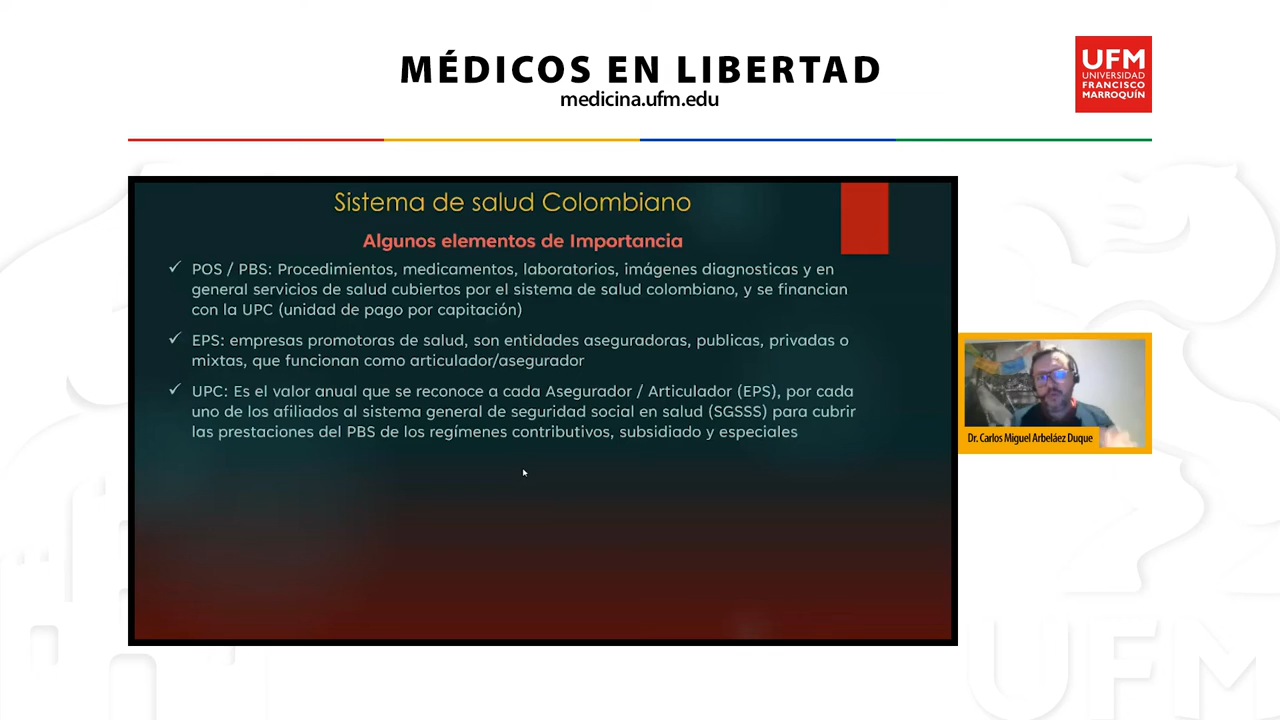 MÉDICOS EN LIBERTAD
medicina.ufm.edu
UFM
UNIVERSIDAD
FRANCISCO
MARROQUÍN
Sistema de salud Colombiano
Algunos elementos de Importancia
✓ POS / PBS: Procedimientos, medicamentos, laboratorios, imágenes diagnosticas y en
general servicios de salud cubiertos por el sistema de salud colombiano, y se financian
con la UPC (unidad de pago por capitación)
✓ EPS: empresas promotoras de salud, son entidades aseguradoras, publicas, privadas o
mixtas, que funcionan como articulador/asegurador
✓ UPC: Es el valor anual que se reconoce a cada Asegurador / Articulador (EPS), por cada
uno de los afiliados al sistema general de seguridad social en salud (SGSSS) para cubrir
las prestaciones del PBS de los regímenes contributivos, subsidiado y especiales
Dr. Carlos Miguel Arbeláez Duque
UFM